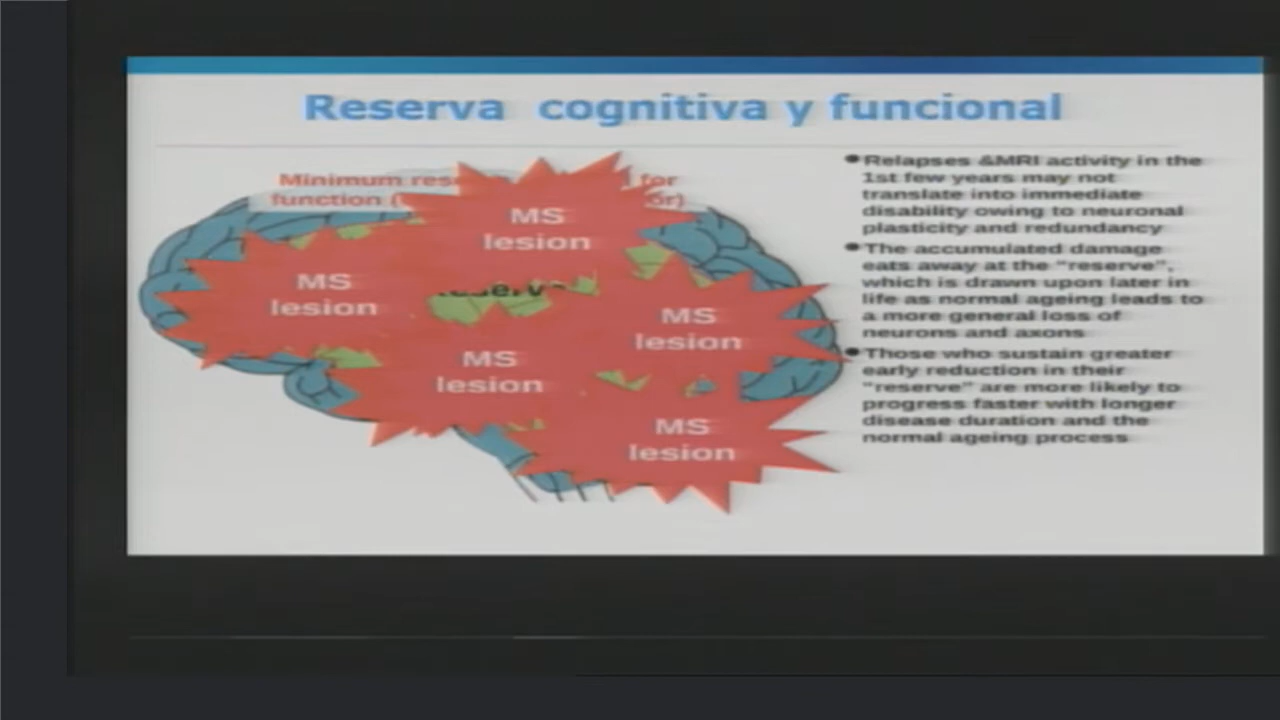 Reserva cognitiva y funcional
Minimum for
function (
MS
lesion
MS
lesion
MS
lesion
MS
lesion
MS
lesion
●Relapses &MRI activity in the
1st few years may not
translate into immediate
disability owing to neuronal
plasticity and redundancy
●The accumulated damage
eats away at the "reserve",
which is drawn upon later in
life as normal ageing leads to
a more general loss of
neurons and axons
●Those who sustain greater
early reduction in their
"reserve" are more likely to
progress faster with longer
disease duration and the
normal ageing process